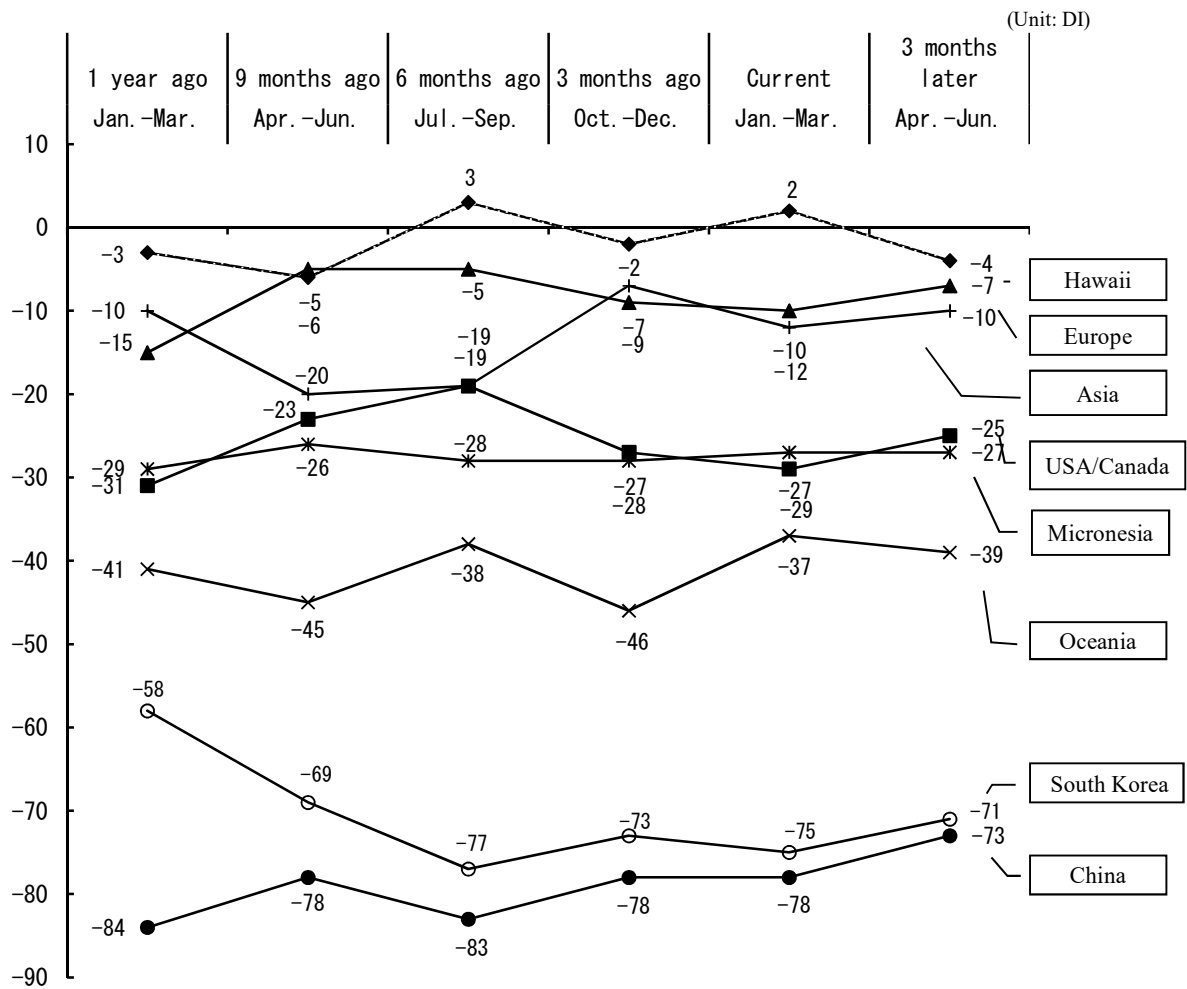 (Unit: DI)
1 year ago
Jan.-Mar.
9 months ago
Apr.-Jun.
6 months ago
Jul.-Sep.
3 months ago
Oct.-Dec.
Current
Jan.-Mar.
3 months
later
Apr.-Jun.
10
0
-10
-20
-30
-40
-50
-60
-70
-80
-90
-3
-10
-15
-29
-31
-41
-58
-84
-5
-6
-20
-23
-26
-45
-69
-78
3
-5
-19
-19
-28
-38
-77
-83
-2
-7
-9
-27
-28
-46
-73
-78
2
-10
-12
-27
-29
-37
-75
-78
-4
-7
-10
-25
-27
-39
-71
-73
Hawaii
Europe
Asia
USA/Canada
Micronesia
Oceania
South Korea
China